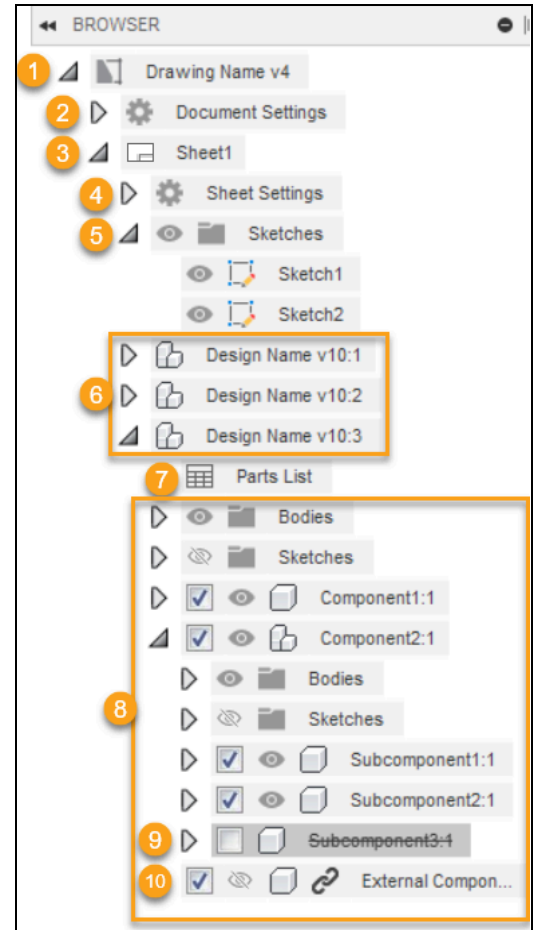 BROWSER
1 Drawing Name v4
2 Document Settings
3 Sheet1
4 Sheet Settings
5 Sketches
Sketch1
Sketch2
Design Name v10:1
6 Design Name v10:2
Design Name v10:3
7 Parts List
Bodies
Sketches
Component1:1
Component2:1
Bodies
8 Sketches
Subcomponent1:1
Subcomponent2:1
9 Subcomponent3:1
10 External Compon...